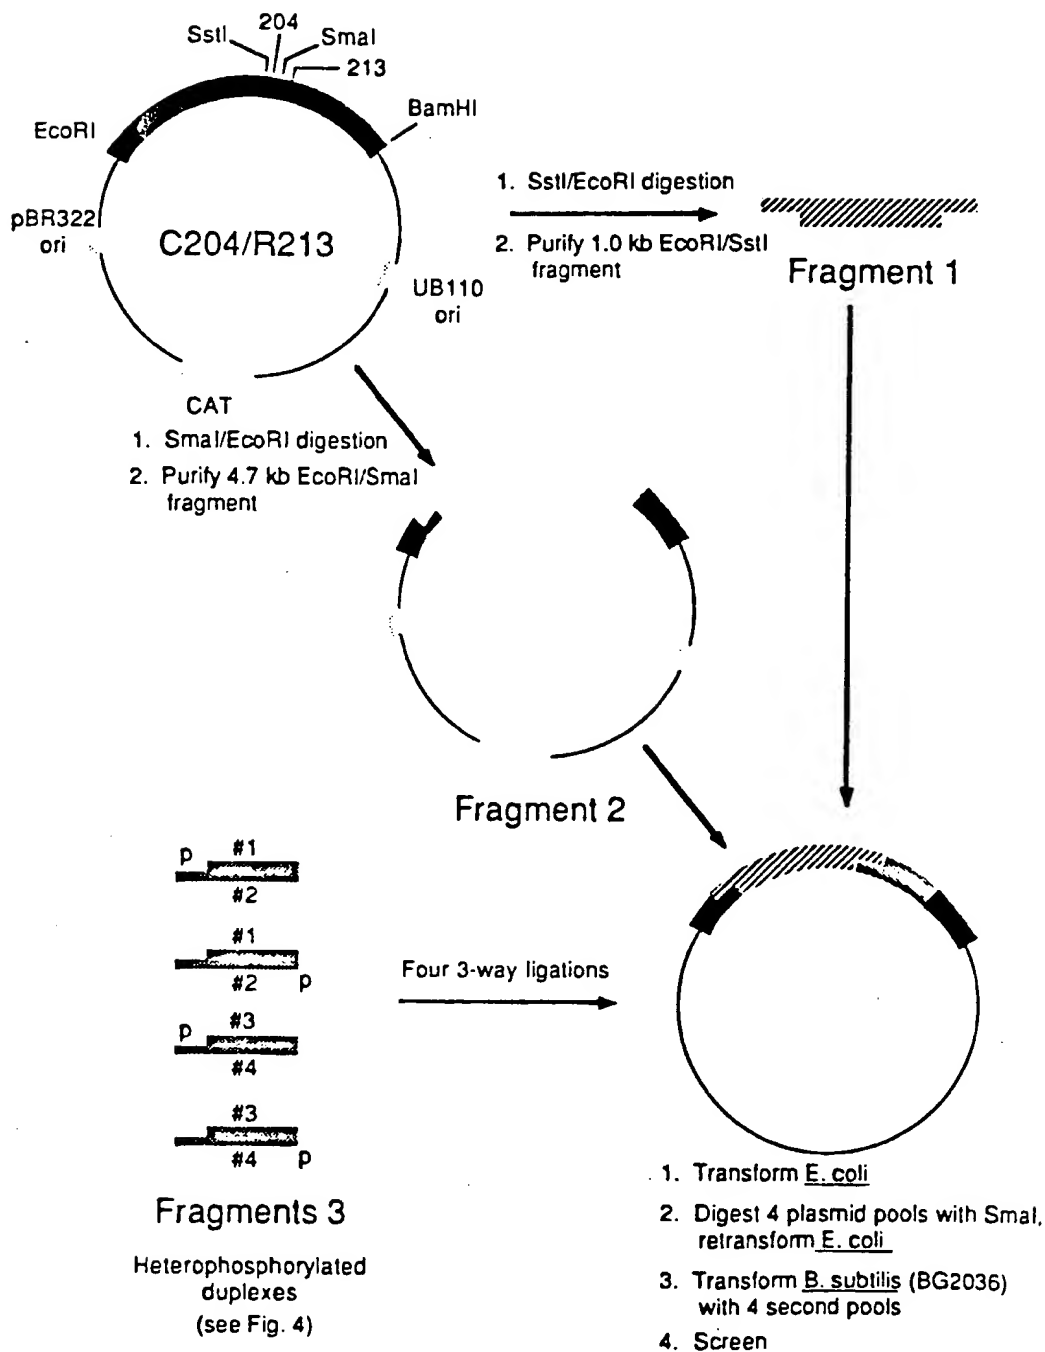 SstI
204
SmaI
213
BamHI
EcoRI
pBR322
ori
C204/R213
UB110
ori
CAT
1. SstI/EcoRI digestion
2. Purify 1.0 kb EcoRI/SstI
fragment
Fragment 1
1. SmaI/EcoRI digestion
2. Purify 4.7 kb EcoRI/SmaI
fragment
Fragment 2
p
#1
#2
#1
#2
p
p
#3
#4
#3
#4
p
Fragments 3
Heterophosphorylated
duplexes
(see Fig. 4)
Four 3-way ligations
1. Transform E. coli
2. Digest 4 plasmid pools with SmaI,
retransform E. coli
3. Transform B. subtilis (BG2036)
with 4 second pools
4. Screen